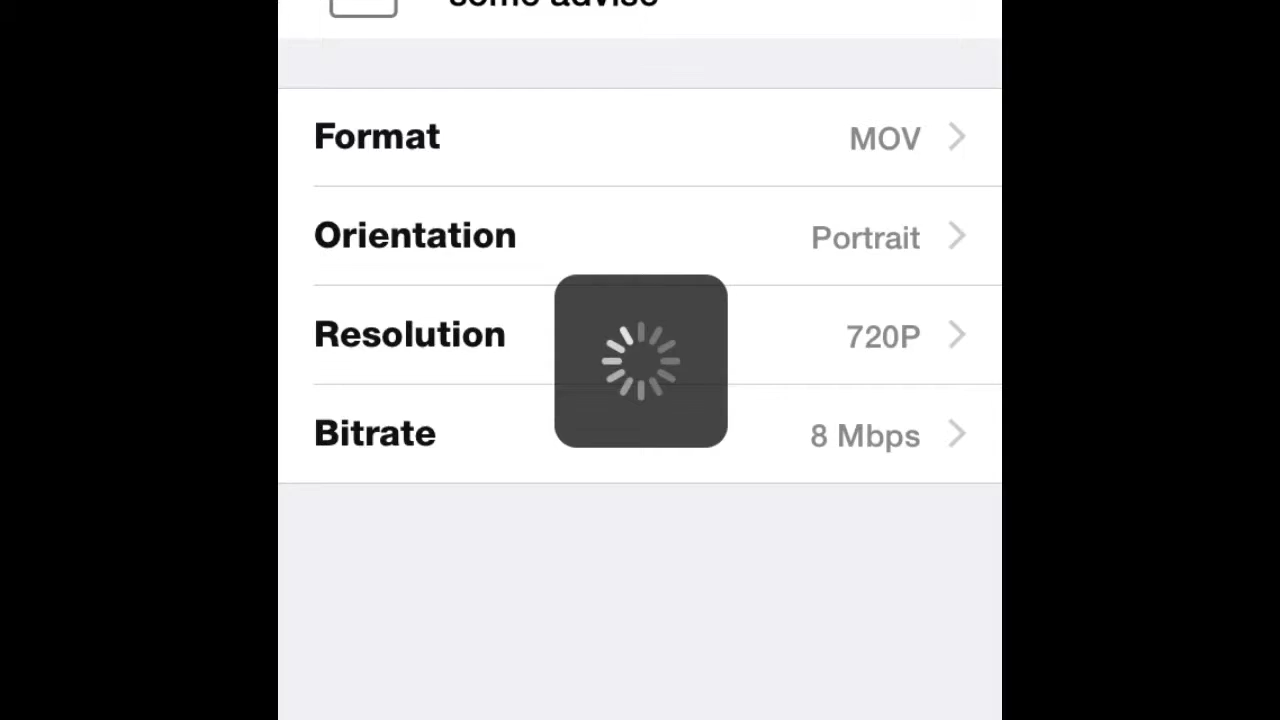 some advise
Format MOV
Orientation Portrait
Resolution 720P
Bitrate 8 Mbps